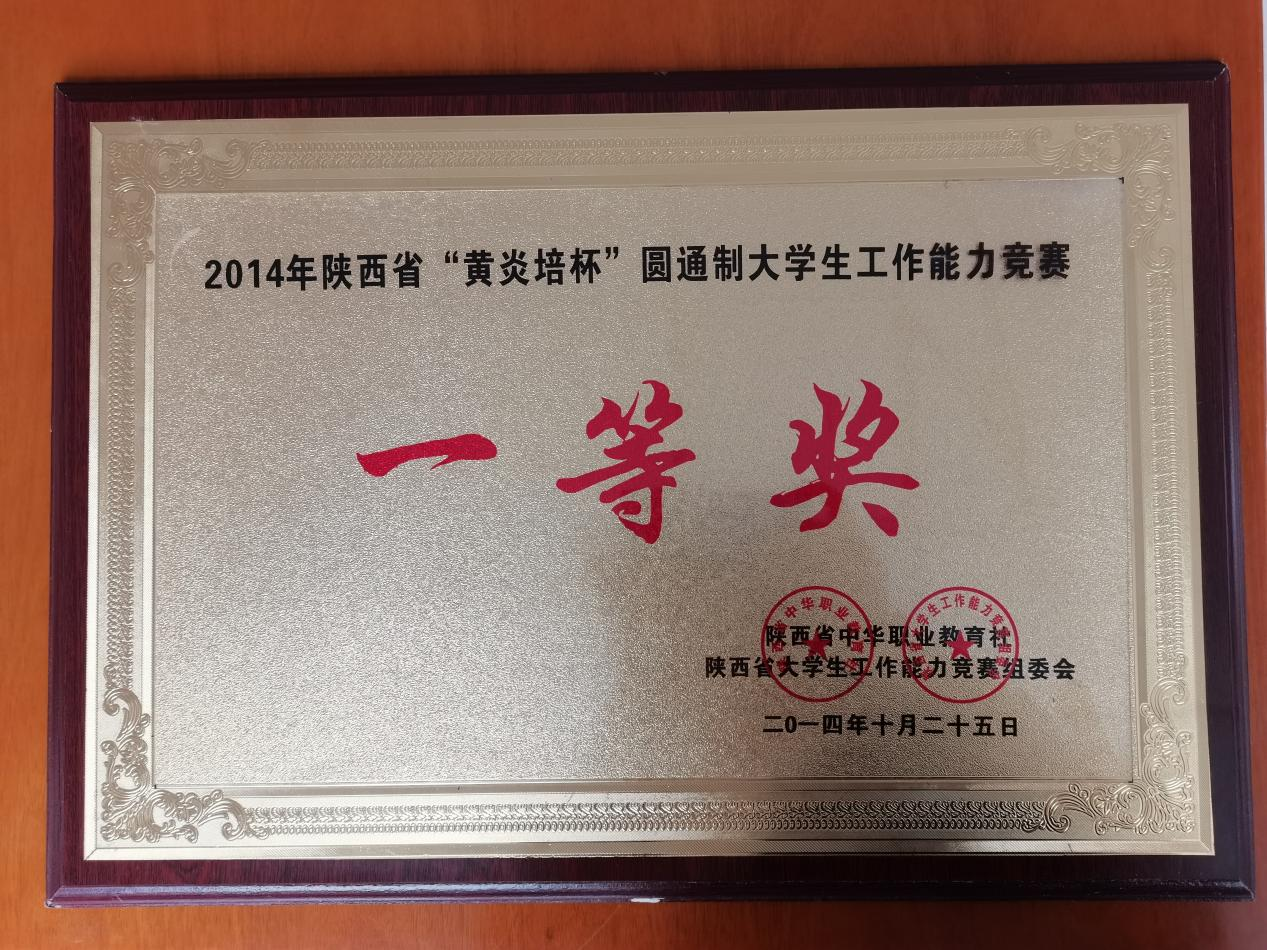 2014年陕西省“黄炎培杯”圆通制大学生工作能力竞赛
一等奖
陕西省中华职业教育社
陕西省大学生工作能力竞赛组委会
二0一四年十月二十五日